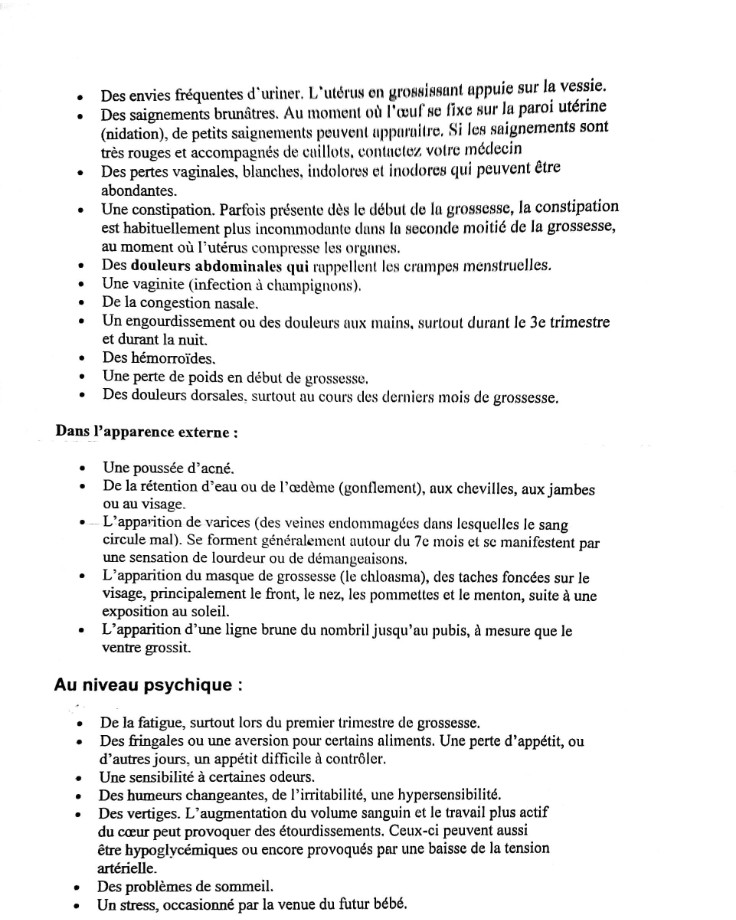 • Des envies fréquentes d'uriner. L'utérus en grossissant appuie sur la vessie.
• Des saignements brunâtres. Au moment où l'œuf se fixe sur la paroi utérine
(nidation), de petits saignements peuvent apparaître. Si les saignements sont
très rouges et accompagnés de caillots, contactez votre médecin
• Des pertes vaginales, blanches, indolores et inodores qui peuvent être
abondantes.
• Une constipation. Parfois présente dès le début de la grossesse, la constipation
est habituellement plus incommodante dans la seconde moitié de la grossesse,
au moment où l'utérus compresse les organes.
• Des douleurs abdominales qui rappellent les crampes menstruelles.
• Une vaginite (infection à champignons).
• De la congestion nasale.
• Un engourdissement ou des douleurs aux mains, surtout durant le 3e trimestre
et durant la nuit.
• Des hémorroïdes.
• Une perte de poids en début de grossesse.
• Des douleurs dorsales, surtout au cours des derniers mois de grossesse.
Dans l'apparence externe :
• Une poussée d'acné.
• De la rétention d'eau ou de l'œdème (gonflement), aux chevilles, aux jambes
ou au visage.
• L'apparition de varices (des veines endommagées dans lesquelles le sang
circule mal). Se forment généralement autour du 7e mois et se manifestent par
une sensation de lourdeur ou de démangeaisons.
• L'apparition du masque de grossesse (le chloasma), des taches foncées sur le
visage, principalement le front, le nez, les pommettes et le menton, suite à une
exposition au soleil.
• L'apparition d'une ligne brune du nombril jusqu'au pubis, à mesure que le
ventre grossit.
Au niveau psychique :
• De la fatigue, surtout lors du premier trimestre de grossesse.
• Des fringales ou une aversion pour certains aliments. Une perte d'appétit, ou
d'autres jours, un appétit difficile à contrôler.
• Une sensibilité à certaines odeurs.
• Des humeurs changeantes, de l'irritabilité, une hypersensibilité.
• Des vertiges. L'augmentation du volume sanguin et le travail plus actif
du cœur peut provoquer des étourdissements. Ceux-ci peuvent aussi
être hypoglycémiques ou encore provoqués par une baisse de la tension
artérielle.
• Des problèmes de sommeil.
• Un stress, occasionné par la venue du futur bébé.